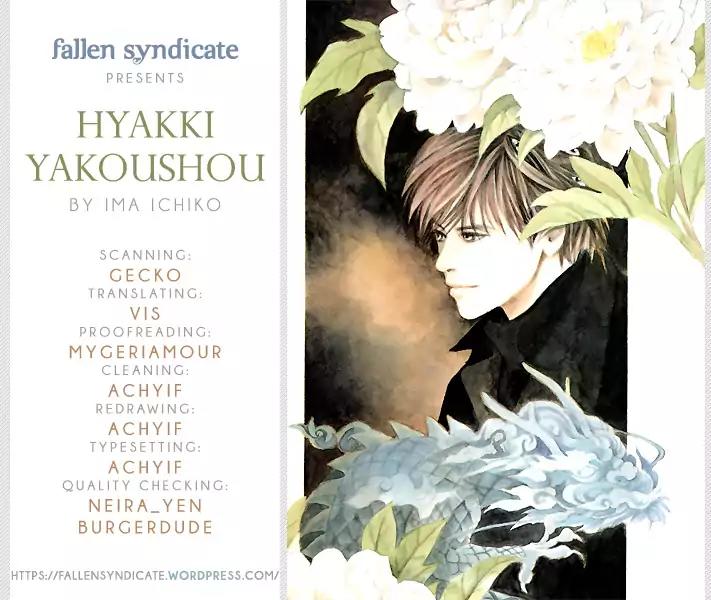 fallen syndicate
PRESENTS
HYAKKI
YAKOUSHOU
BY IMA ICHIKO
SCANNING:
GECKO
TRANSLATING:
VIS
PROOFREADING:
MYGERIAMOUR
CLEANING:
ACHYIF
REDRAWING:
ACHYIF
TYPESETTING:
ACHYIF
QUALITY CHECKING:
NEIRA_YEN
BURGERDUDE
HTTPS://FALLENSYNDICATE.WORDPRESS.COM/